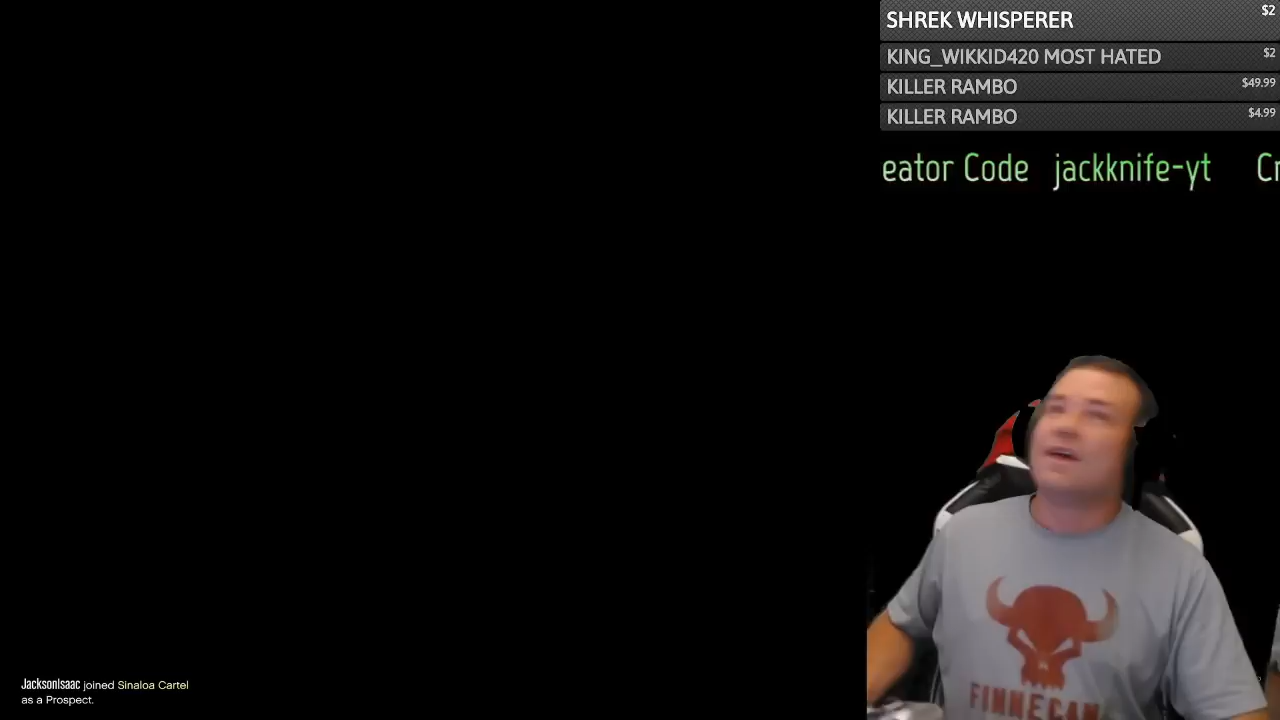 SHREK WHISPERER $2
KING_WIKKID420 MOST HATED $2
KILLER RAMBO $49.99
KILLER RAMBO $4.99
eator Code jackknife-yt Cr
FINNEGAN
JacksonIsaac joined Sinaloa Cartel
as a Prospect.